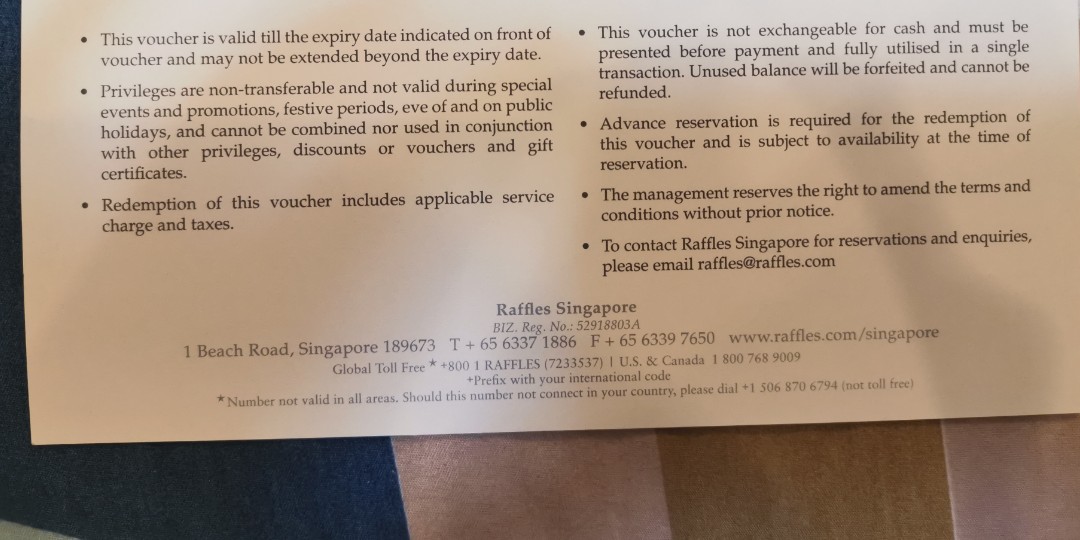 • This voucher is valid till the expiry date indicated on front of
voucher and may not be extended beyond the expiry date.
• Privileges are non-transferable and not valid during special
events and promotions, festive periods, eve of and on public
holidays, and cannot be combined nor used in conjunction
with other privileges, discounts or vouchers and gift
certificates.
• Redemption of this voucher includes applicable service
charge and taxes.
• This voucher is not exchangeable for cash and must be
presented before payment and fully utilised in a single
transaction. Unused balance will be forfeited and cannot be
refunded.
• Advance reservation is required for the redemption of
this voucher and is subject to availability at the time of
reservation.
• The management reserves the right to amend the terms and
conditions without prior notice.
• To contact Raffles Singapore for reservations and enquiries,
please email raffles@raffles.com
Raffles Singapore
BIZ. Reg. No.: 52918803A
1 Beach Road, Singapore 189673 T + 65 6337 1886 F + 65 6339 7650 www.raffles.com/singapore
Global Toll Free * +800 1 RAFFLES (7233537) | U.S. & Canada 1 800 768 9009
+Prefix with your international code
*Number not valid in all areas. Should this number not connect in your country, please dial +1 506 870 6794 (not toll free)